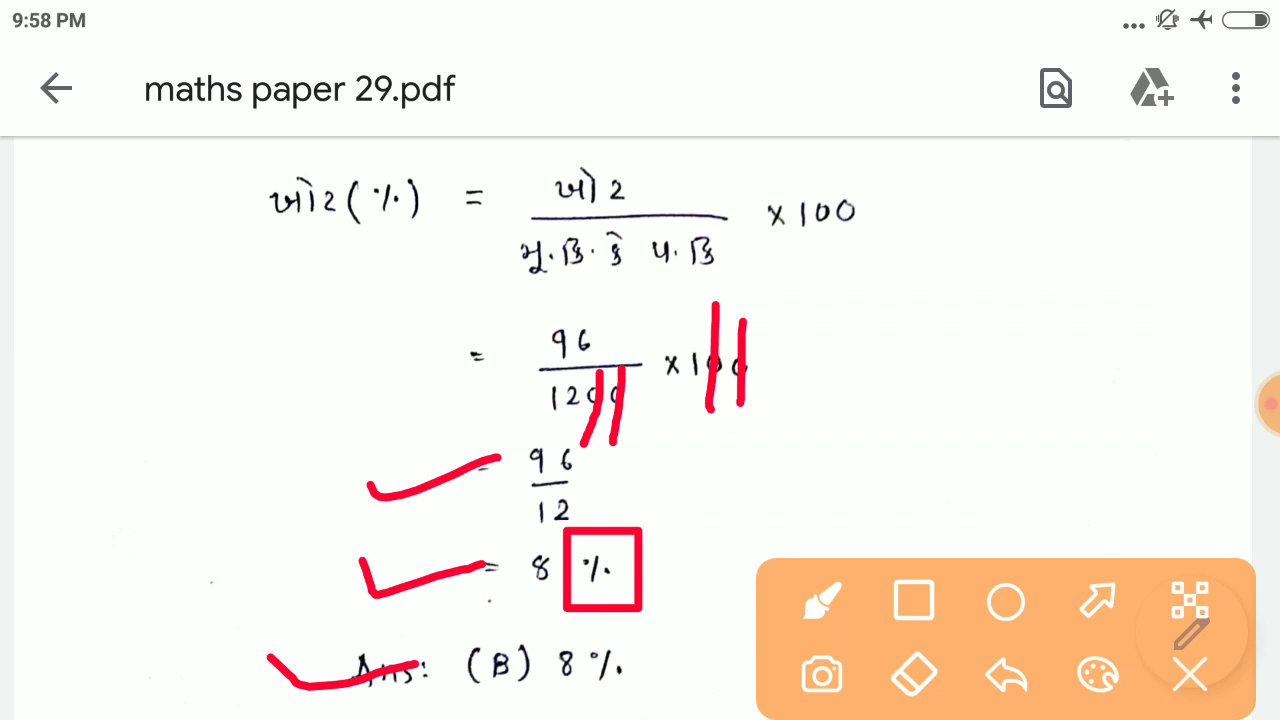 9:58 PM
maths paper 29.pdf
ખોટ (%) = ખોટ / મુ.કિ. કે પ.કિ × 100
= 96 / 1200 × 100
= 96 / 12
= 8 %
Ans: (B) 8 %.